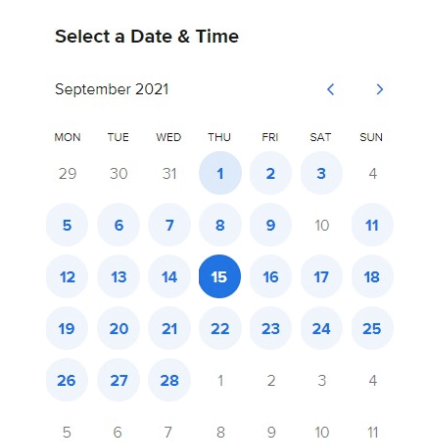 Select a Date & Time
September 2021
MON TUE WED THU FRI SAT SUN
29 30 31 1 2 3 4
5 6 7 8 9 10 11
12 13 14 15 16 17 18
19 20 21 22 23 24 25
26 27 28 1 2 3 4
5 6 7 8 9 10 11